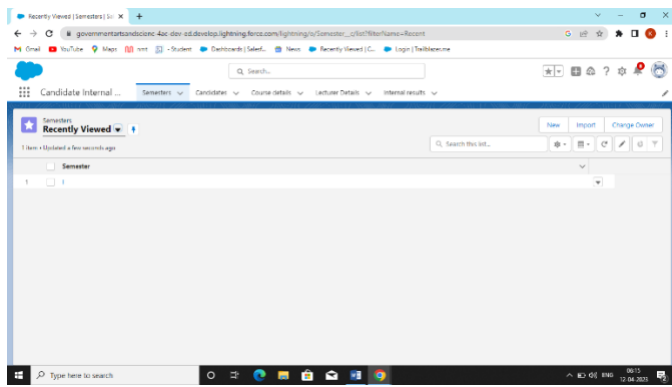 Recently Viewed | Semesters | Sa
governmentartsandscienc-4ae-dev-ed.develop.lightning.force.com/lightning/o/Semester__c/list?filterName=Recent
Gmail YouTube Maps nmt - Student Dashboards | Salesf... News Recently Viewed | C... Login | Trailblazer.me
Search...
Candidate Internal ... Semesters Candidates Course details Lecturer Details Internal results
Semesters
Recently Viewed
New Import Change Owner
1 item • Updated a few seconds ago
Search this list...
Semester
1 I
Type here to search
ENG
06:15
12-04-2023